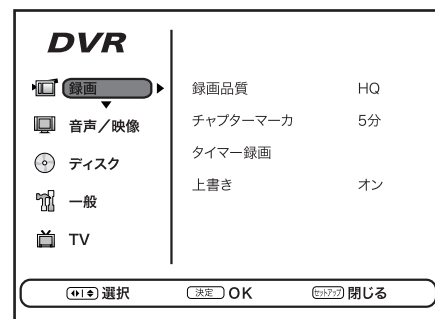 DVR
録画
音声／映像
ディスク
一般
TV
録画品質 HQ
チャプターマーカ 5分
タイマー録画
上書き オン
選択 決定 OK セットアップ 閉じる